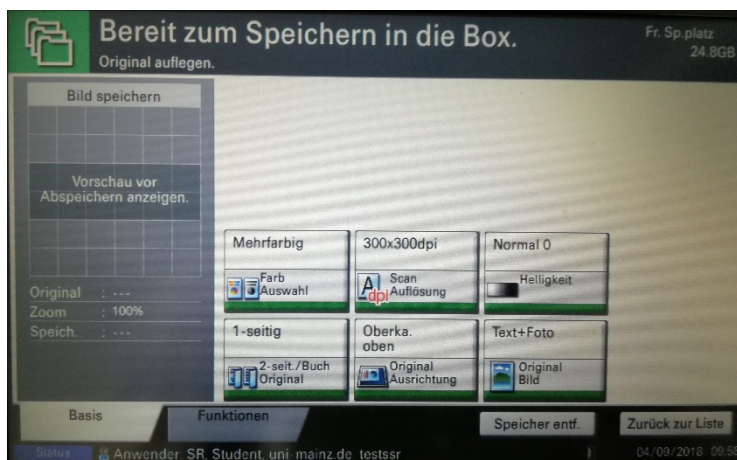 Bereit zum Speichern in die Box.
Original auflegen.
Fr. Sp.platz
24.8GB
Bild speichern
Vorschau vor
Abspeichern anzeigen.
Original : ---
Zoom : 100%
Speich. : ---
Mehrfarbig
Farb
Auswahl
300x300dpi
A
dpi
Scan
Auflösung
Normal 0
Helligkeit
1-seitig
2-seit./Buch
Original
Oberka.
oben
Original
Ausrichtung
Text+Foto
Original
Bild
Basis
Funktionen
Speicher entf.
Zurück zur Liste
Status
Anwender: SR, Student, uni mainz.de testssr
04/09/2018 09:58